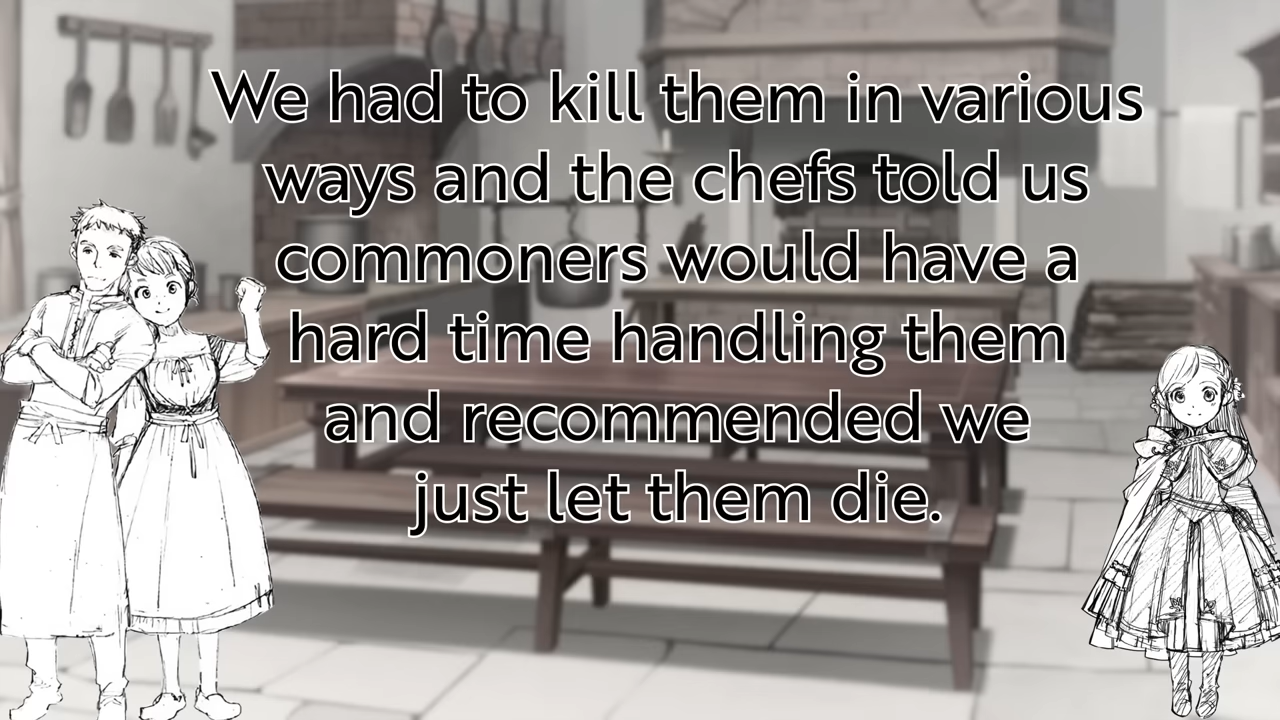 We had to kill them in various
ways and the chefs told us
commoners would have a
hard time handling them
and recommended we
just let them die.